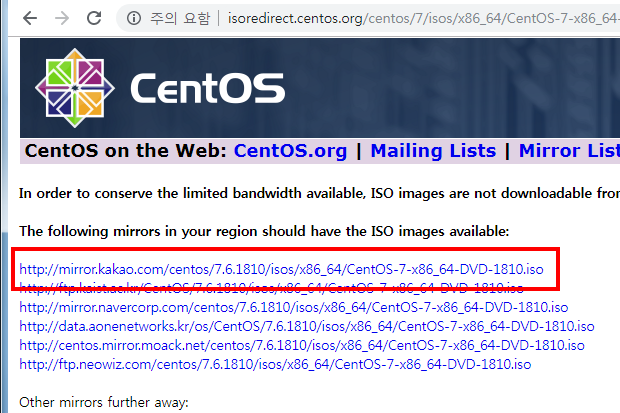 주의 요함 | isoredirect.centos.org/centos/7/isos/x86_64/CentOS-7-x86_64-
CentOS
CentOS on the Web: CentOS.org | Mailing Lists | Mirror List
In order to conserve the limited bandwidth available, ISO images are not downloadable from
The following mirrors in your region should have the ISO images available:
http://mirror.kakao.com/centos/7.6.1810/isos/x86_64/CentOS-7-x86_64-DVD-1810.iso
http://ftp.kaist.ac.kr/CentOS/7.6.1810/isos/x86_64/CentOS-7-x86_64-DVD-1810.iso
http://mirror.navercorp.com/centos/7.6.1810/isos/x86_64/CentOS-7-x86_64-DVD-1810.iso
http://data.aonenetworks.kr/os/CentOS/7.6.1810/isos/x86_64/CentOS-7-x86_64-DVD-1810.iso
http://centos.mirror.moack.net/centos/7.6.1810/isos/x86_64/CentOS-7-x86_64-DVD-1810.iso
http://ftp.neowiz.com/centos/7.6.1810/isos/x86_64/CentOS-7-x86_64-DVD-1810.iso
Other mirrors further away: